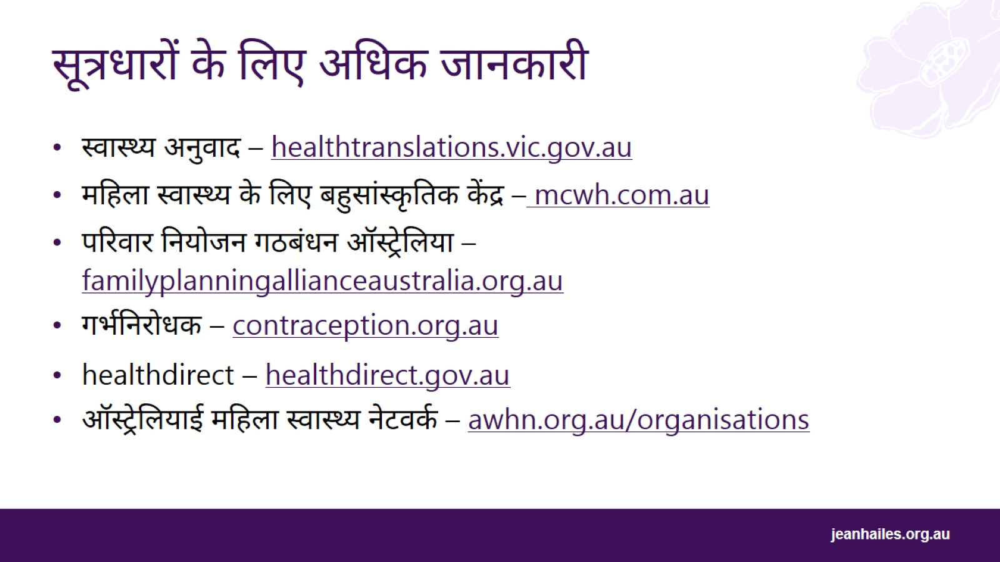 सूत्रधारों के लिए अधिक जानकारी
• स्वास्थ्य अनुवाद – healthtranslations.vic.gov.au
• महिला स्वास्थ्य के लिए बहुसांस्कृतिक केंद्र – mcwh.com.au
• परिवार नियोजन गठबंधन ऑस्ट्रेलिया –
familyplanningallianceaustralia.org.au
• गर्भनिरोधक – contraception.org.au
• healthdirect – healthdirect.gov.au
• ऑस्ट्रेलियाई महिला स्वास्थ्य नेटवर्क – awhn.org.au/organisations
jeanhailes.org.au